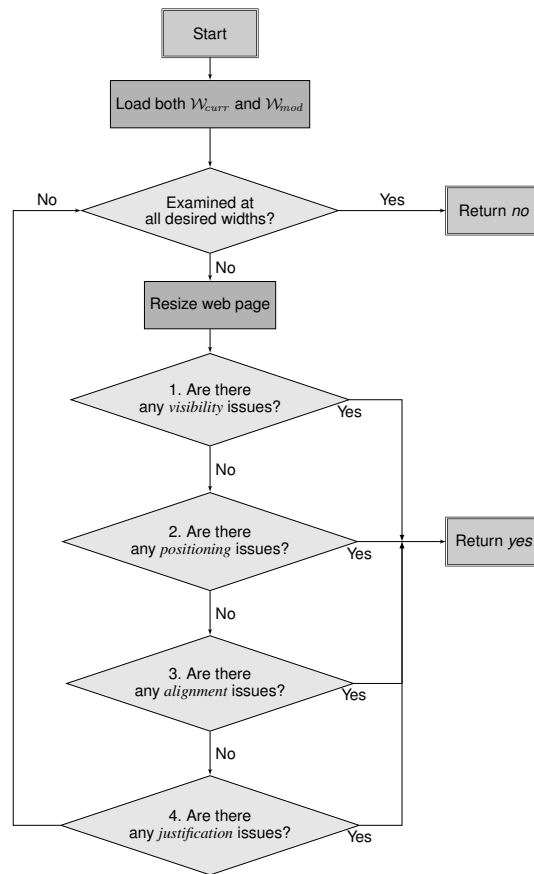 Start
Load both 𝒲curr and 𝒲mod
No
Examined at
all desired widths?
Yes
Return no
No
Resize web page
1. Are there
any visibility issues?
Yes
No
2. Are there
any positioning issues?
Yes
Return yes
No
3. Are there
any alignment issues?
Yes
No
4. Are there
any justification issues?
Yes